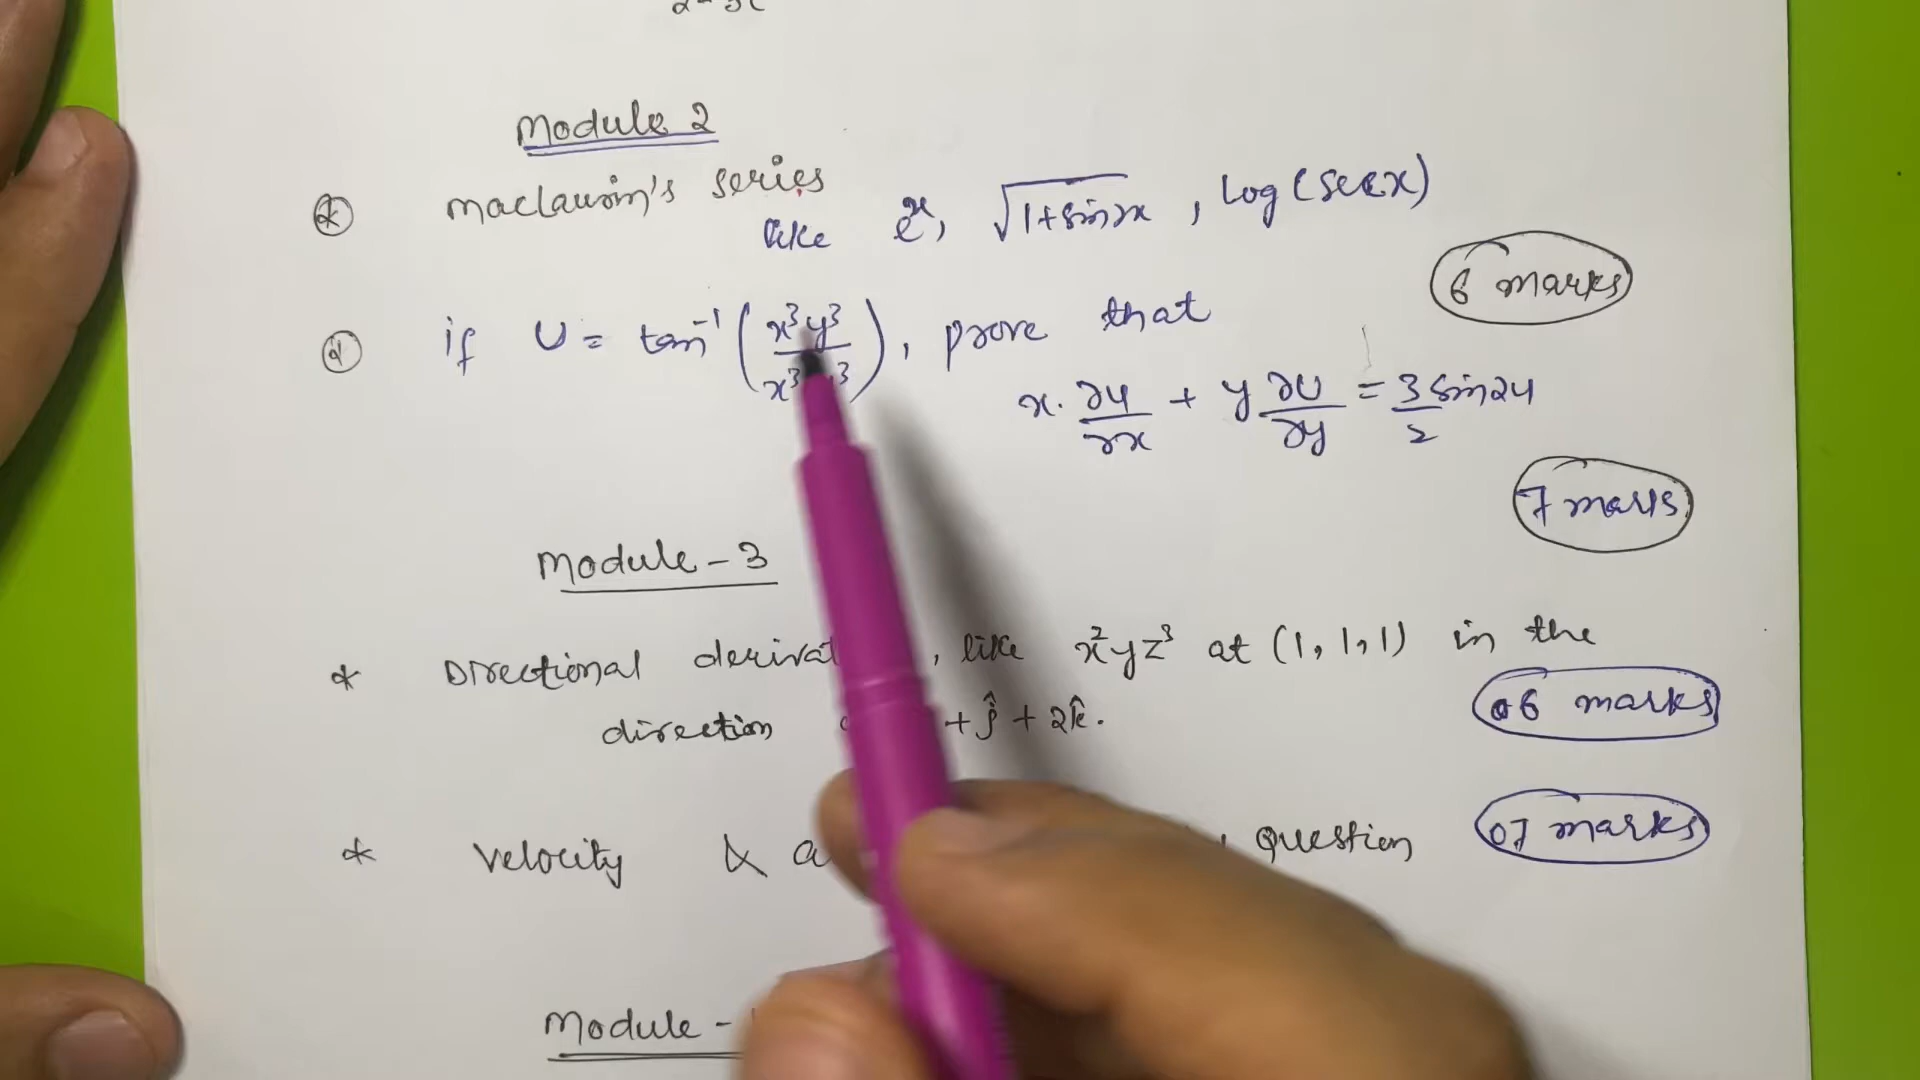 Module 2
maclaurin's series
like eˣ, √1+sin2x , log(secx)
6 marks
if U = tan⁻¹ (x³y³ / x³ ³), prove that
x. ∂u/∂x + y ∂u/∂y = 3/2 sin2u
7 marks
Module - 3
* Directional , like x²yz³ at (1, 1, 1) in the
direction + ĵ + 2k̂.
06 marks
* velocity & question
07 marks
Module -